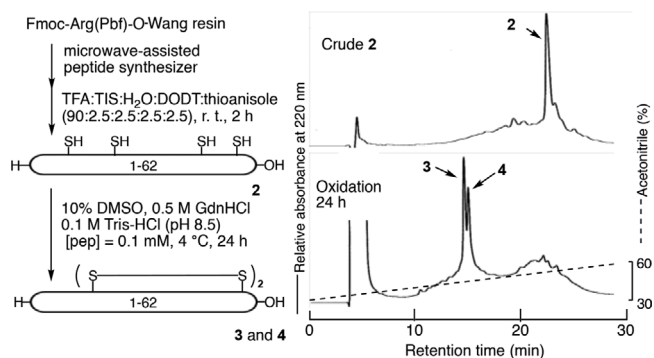 Fmoc-Arg(Pbf)-O-Wang resin
microwave-assisted
peptide synthesizer
TFA:TIS:H₂O:DODT:thioanisole
(90:2.5:2.5:2.5:2.5), r. t., 2 h
SH SH SH SH
H 1-62 OH
2
10% DMSO, 0.5 M GdnHCl
0.1 M Tris-HCl (pH 8.5)
[pep] = 0.1 mM, 4 °C, 24 h
( S S )₂
H 1-62 OH
3 and 4
Crude 2
2
Oxidation
24 h
3
4
Relative absorbance at 220 nm
Acetonitrile (%)
60
30
0 10 20 30
Retention time (min)